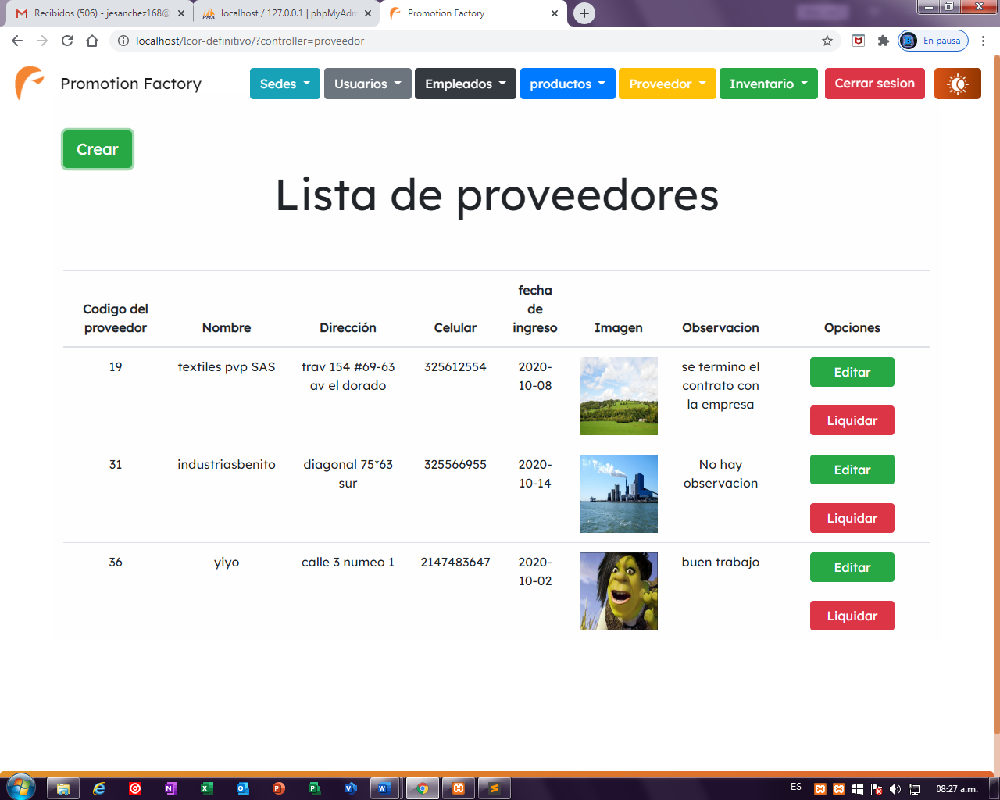 Recibidos (506) - jesanchez168@
localhost / 127.0.0.1 | phpMyAdm
Promotion Factory
localhost/Icor-definitivo/?controller=proveedor
En pausa
Promotion Factory
Sedes
Usuarios
Empleados
productos
Proveedor
Inventario
Cerrar sesion
Crear
Lista de proveedores
Codigo del proveedor
Nombre
Dirección
Celular
fecha de ingreso
Imagen
Observacion
Opciones
19
textiles pvp SAS
trav 154 #69-63
av el dorado
325612554
2020-
10-08
se termino el
contrato con
la empresa
Editar
Liquidar
31
industriasbenito
diagonal 75*63
sur
325566955
2020-
10-14
No hay
observacion
Editar
Liquidar
36
yiyo
calle 3 numeo 1
2147483647
2020-
10-02
buen trabajo
Editar
Liquidar
ES
08:27 a.m.